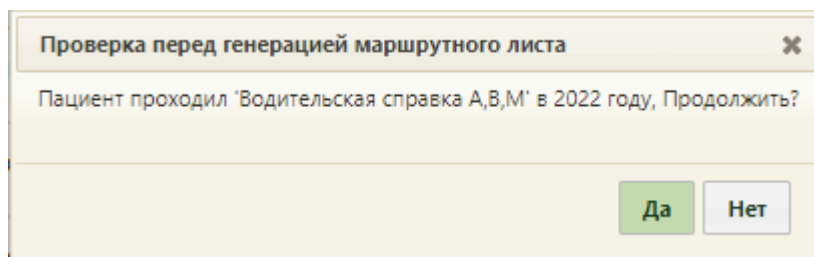 Проверка перед генерацией маршрутного листа
Пациент проходил 'Водительская справка А,В,М' в 2022 году, Продолжить?
Да Нет